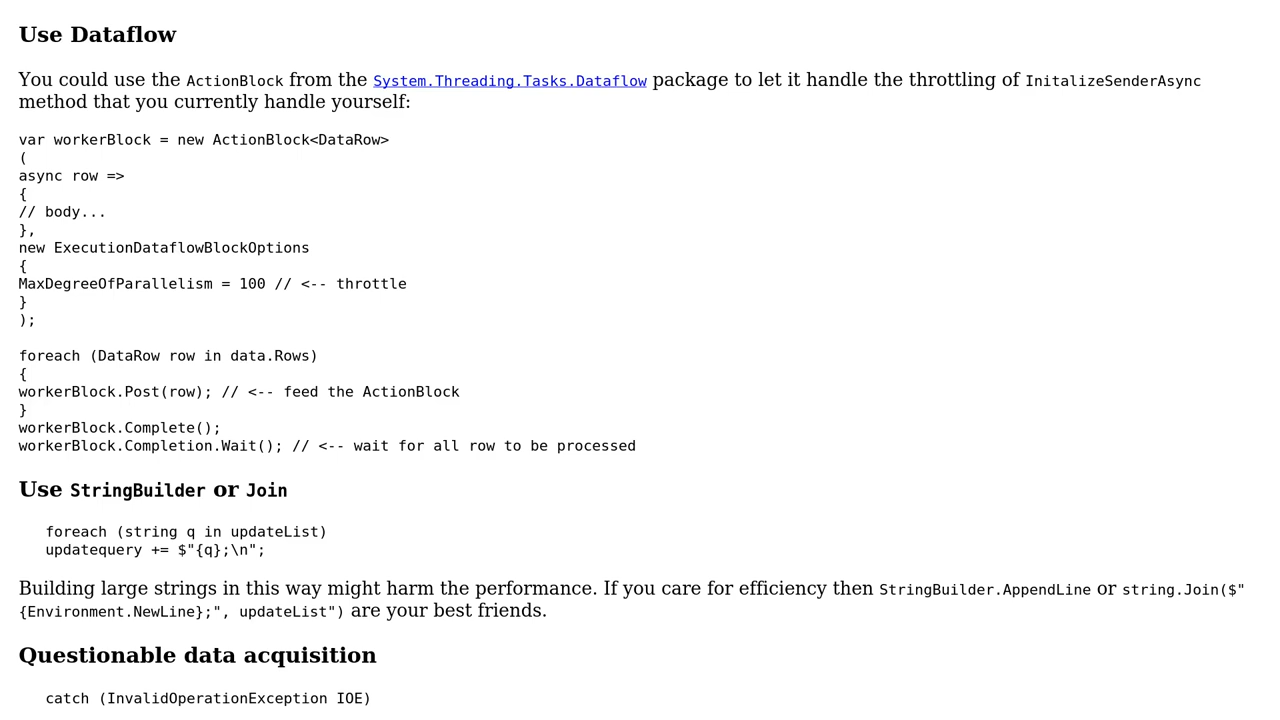 Use Dataflow
You could use the ActionBlock from the System.Threading.Tasks.Dataflow package to let it handle the throttling of InitalizeSenderAsync
method that you currently handle yourself:
var workerBlock = new ActionBlock<DataRow>
(
async row =>
{
// body...
},
new ExecutionDataflowBlockOptions
{
MaxDegreeOfParallelism = 100 // <-- throttle
}
);
foreach (DataRow row in data.Rows)
{
workerBlock.Post(row); // <-- feed the ActionBlock
}
workerBlock.Complete();
workerBlock.Completion.Wait(); // <-- wait for all row to be processed
Use StringBuilder or Join
foreach (string q in updateList)
updatequery += $"{q};\n";
Building large strings in this way might harm the performance. If you care for efficiency then StringBuilder.AppendLine or string.Join($"
{Environment.NewLine};", updateList") are your best friends.
Questionable data acquisition
catch (InvalidOperationException IOE)